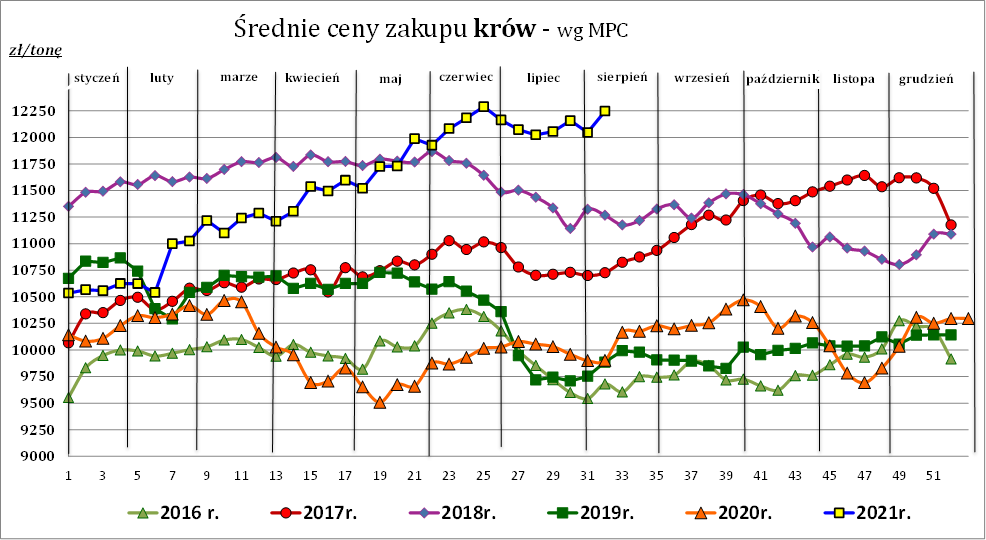 Średnie ceny zakupu krów - wg MPC
zł/tonę
styczeń luty marze kwiecień maj czerwiec lipiec sierpień wrzesień październik listopa grudzień
12250
12000
11750
11500
11250
11000
10750
10500
10250
10000
9750
9500
9250
9000
1 3 5 7 9 11 13 15 17 19 21 23 25 27 29 31 33 35 37 39 41 43 45 47 49 51
2016 r. 2017r. 2018r. 2019r. 2020r. 2021r.